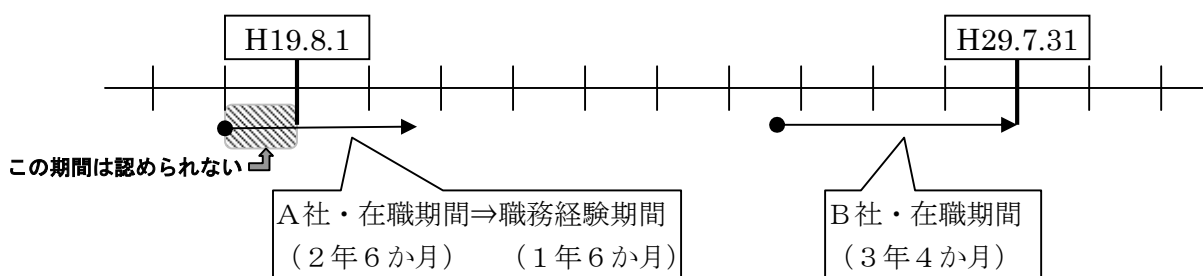 H19.8.1
H29.7.31
この期間は認められない
A社・在職期間⇒職務経験期間
(2年6か月) (1年6か月)
B社・在職期間
(3年4か月)